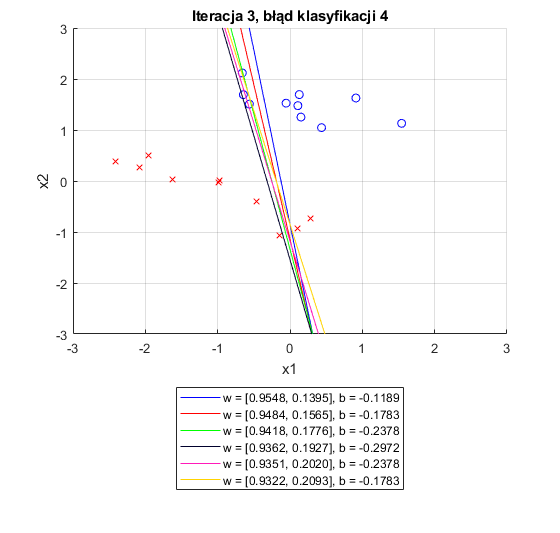 Iteracja 3, błąd klasyfikacji 4
3
2
1
0
-1
-2
-3
x2
-3
-2
-1
0
1
2
3
x1
w = [0.9548, 0.1395], b = -0.1189
w = [0.9484, 0.1565], b = -0.1783
w = [0.9418, 0.1776], b = -0.2378
w = [0.9362, 0.1927], b = -0.2972
w = [0.9351, 0.2020], b = -0.2378
w = [0.9322, 0.2093], b = -0.1783